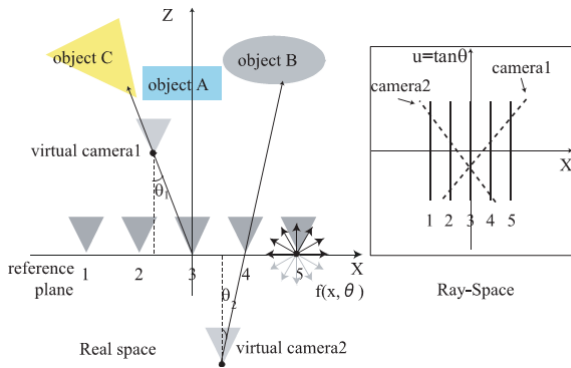 Z
object C
object B
object A
virtual camera1
θ1
reference
plane
1 2 3 4 5 X
f(x, θ)
θ2
Real space
virtual camera2
u=tanθ
camera2
camera1
X
1 2 3 4 5
Ray-Space